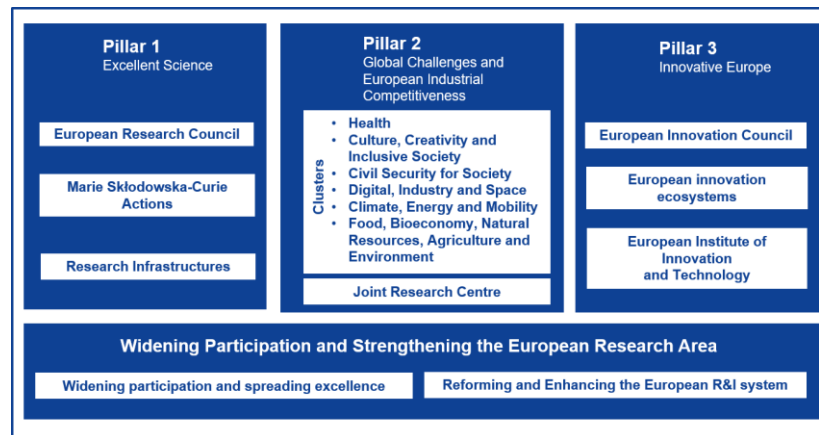 Pillar 1
Excellent Science
European Research Council
Marie Skłodowska-Curie
Actions
Research Infrastructures
Pillar 2
Global Challenges and
European Industrial
Competitiveness
Clusters
• Health
• Culture, Creativity and
Inclusive Society
• Civil Security for Society
• Digital, Industry and Space
• Climate, Energy and Mobility
• Food, Bioeconomy, Natural
Resources, Agriculture and
Environment
Joint Research Centre
Pillar 3
Innovative Europe
European Innovation Council
European innovation
ecosystems
European Institute of
Innovation
and Technology
Widening Participation and Strengthening the European Research Area
Widening participation and spreading excellence
Reforming and Enhancing the European R&I system